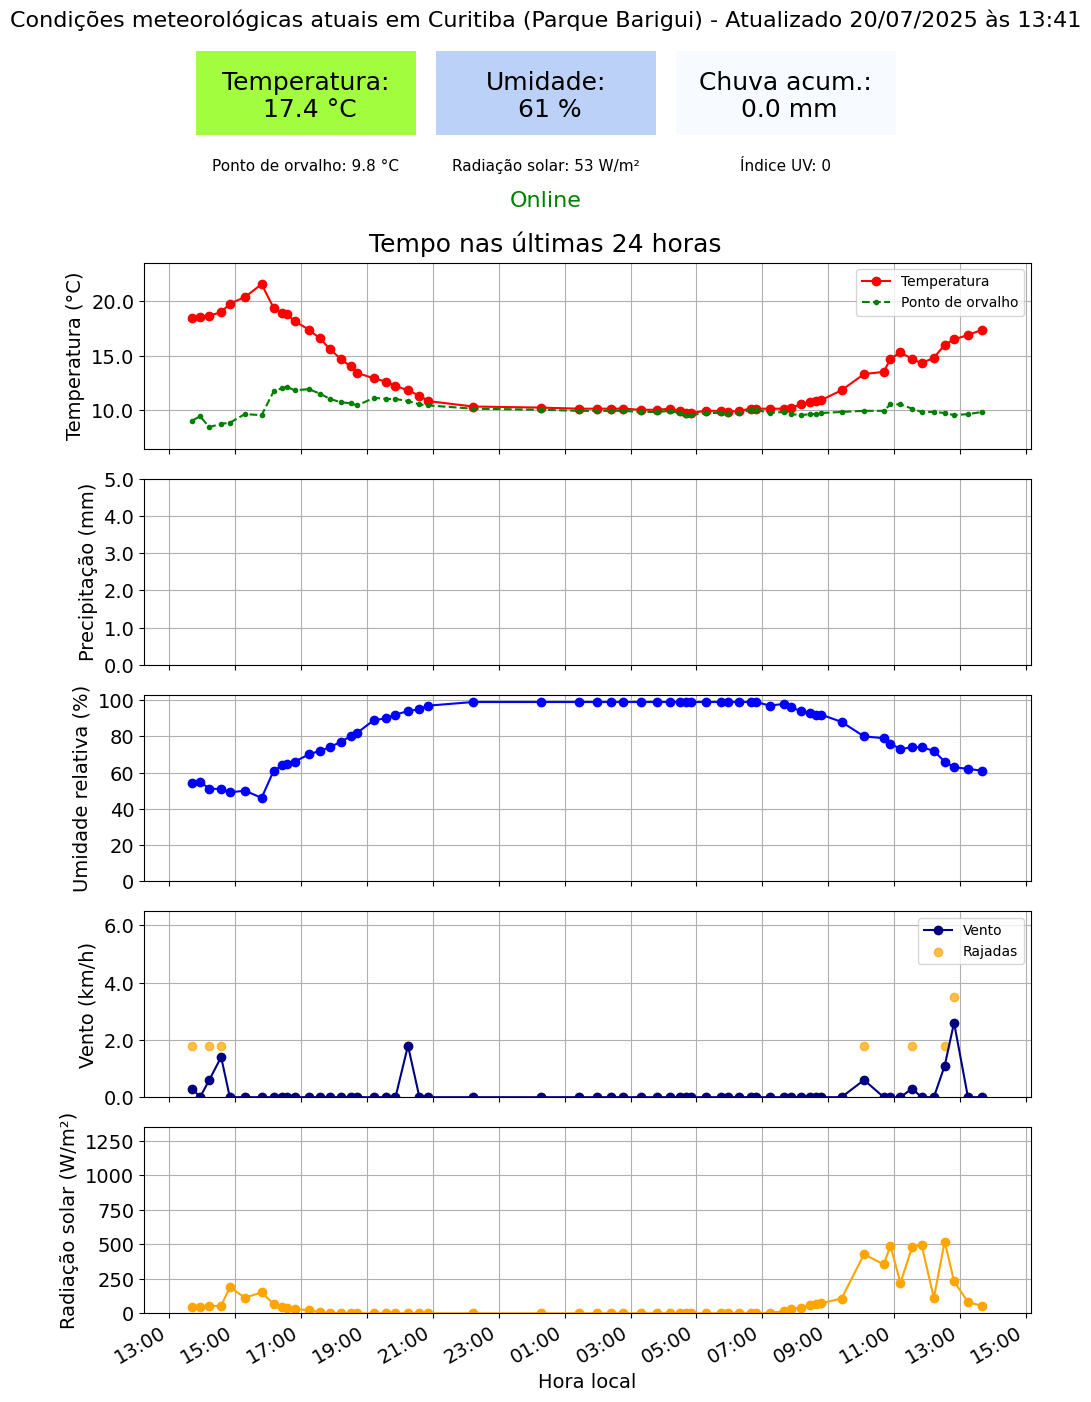 Condições meteorológicas atuais em Curitiba (Parque Barigui) - Atualizado 20/07/2025 às 13:41
Temperatura:
17.4 °C
Umidade:
61 %
Chuva acum.:
0.0 mm
Ponto de orvalho: 9.8 °C
Radiação solar: 53 W/m²
Índice UV: 0
Online
Tempo nas últimas 24 horas
Temperatura (°C)
20.0
15.0
10.0
Temperatura
Ponto de orvalho
Precipitação (mm)
5.0
4.0
3.0
2.0
1.0
0.0
Umidade relativa (%)
100
80
60
40
20
0
Vento (km/h)
6.0
4.0
2.0
0.0
Vento
Rajadas
Radiação solar (W/m²)
1250
1000
750
500
250
0
13:00
15:00
17:00
19:00
21:00
23:00
01:00
03:00
05:00
07:00
09:00
11:00
13:00
15:00
Hora local